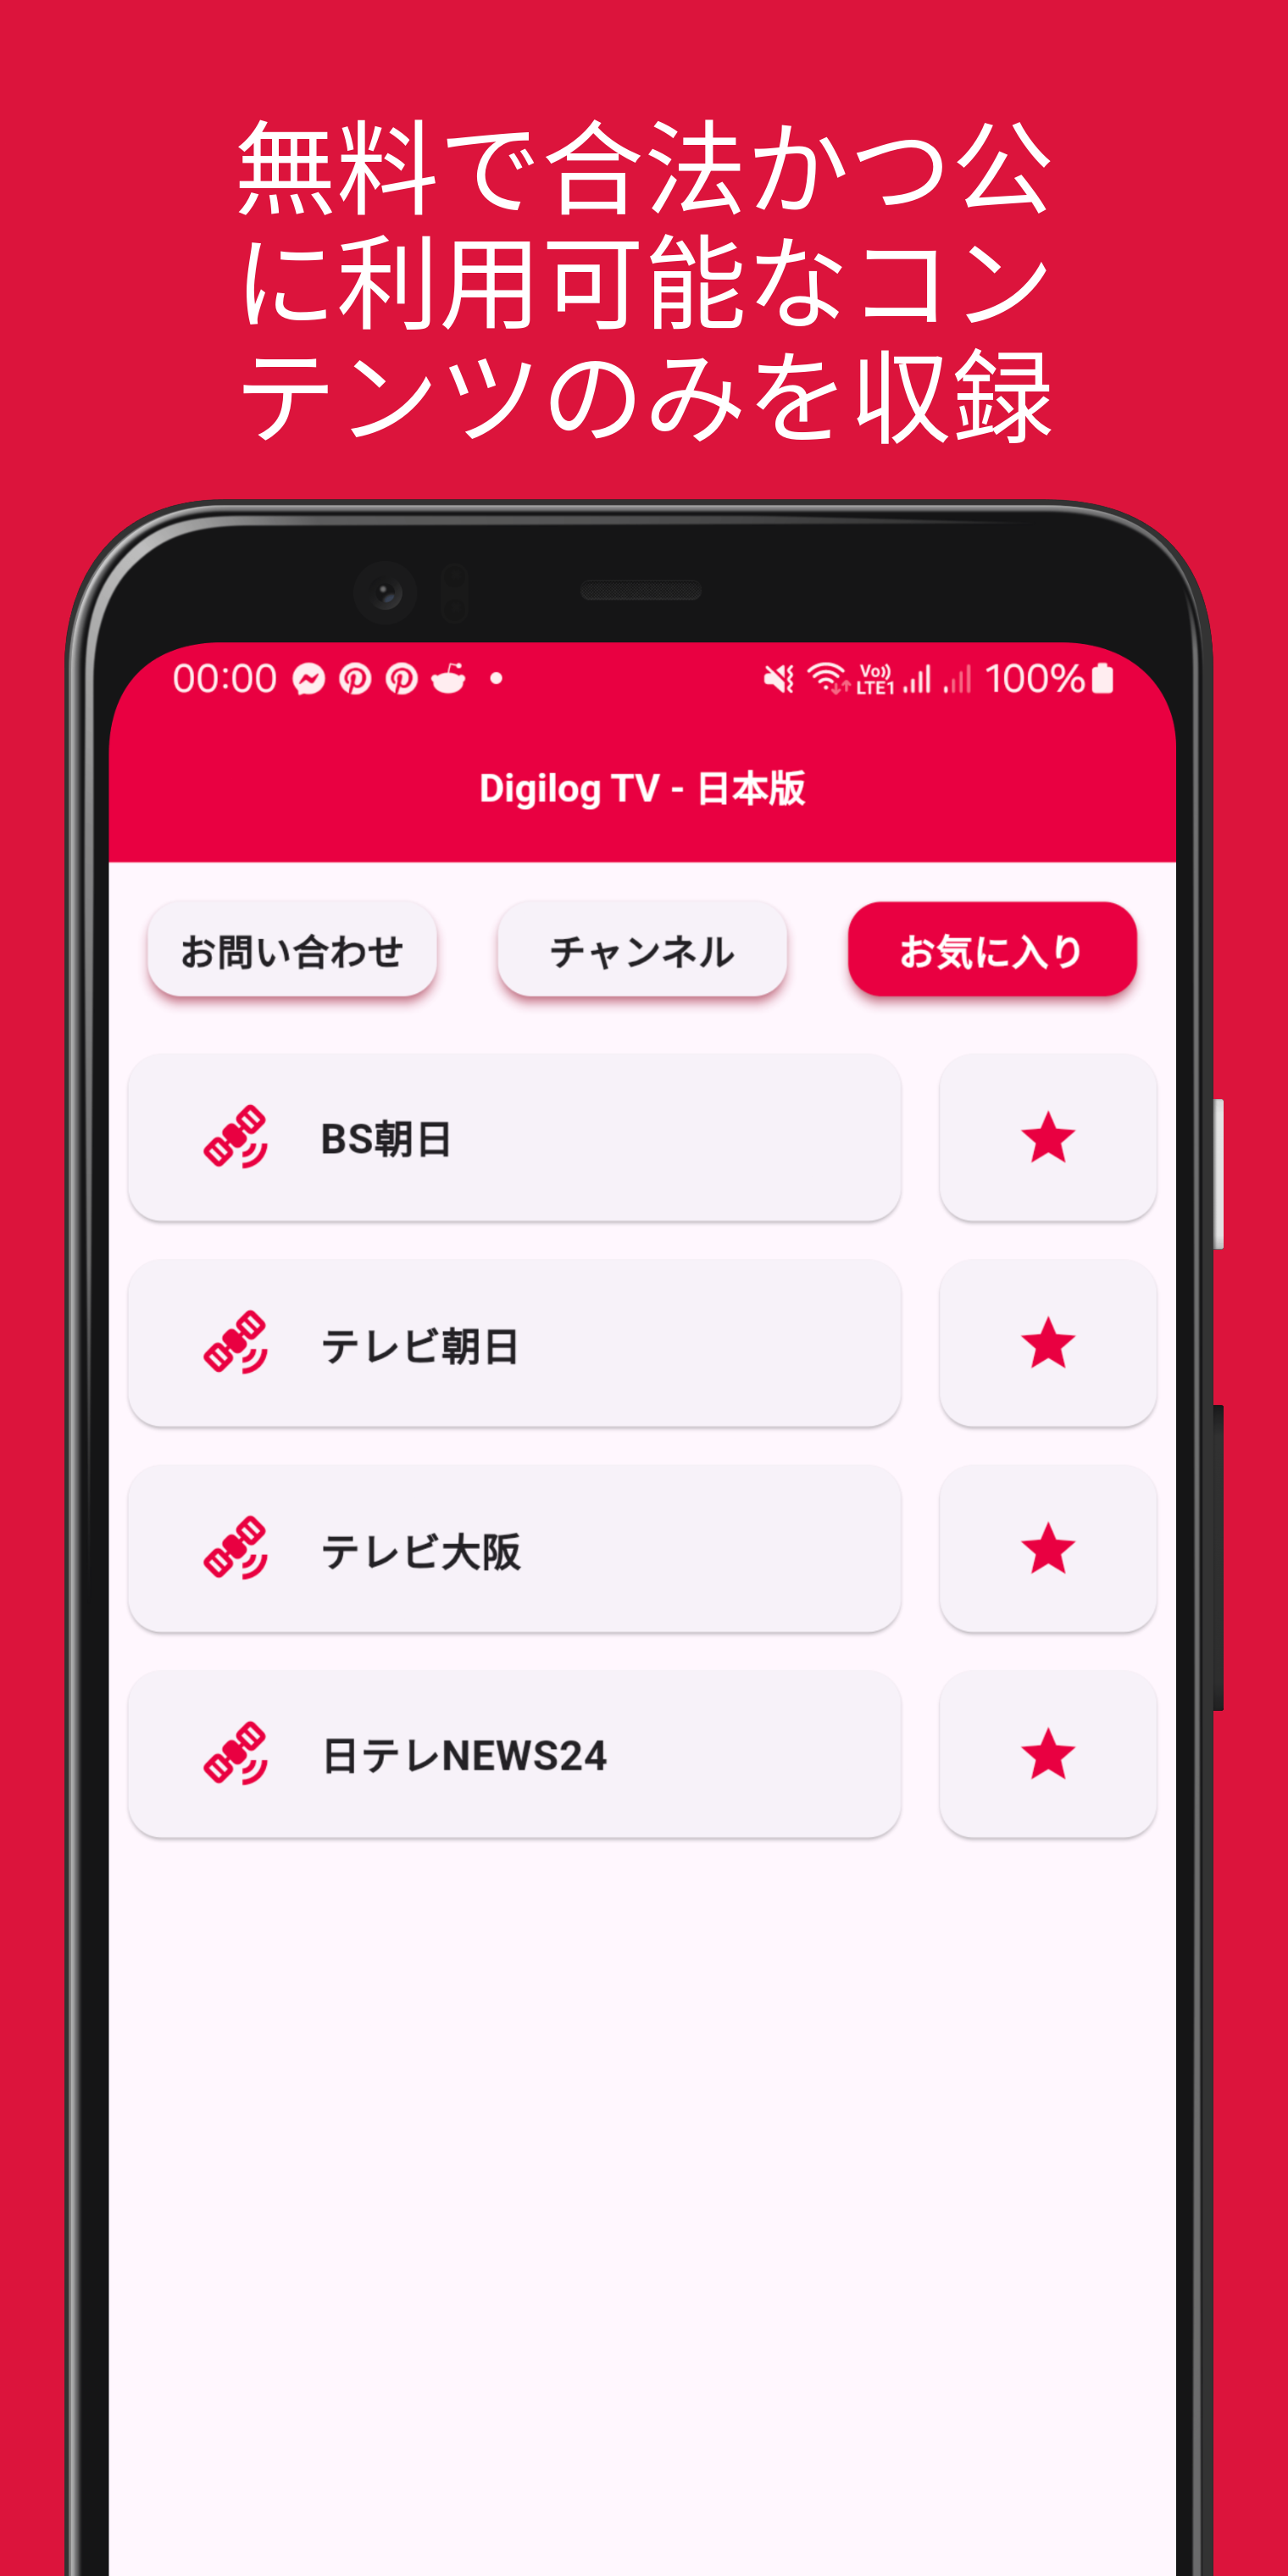 無料で合法かつ公
に利用可能なコン
テンツのみを収録
00:00 Vo)) LTE1 100%
Digilog TV - 日本版
お問い合わせ チャンネル お気に入り
BS朝日
テレビ朝日
テレビ大阪
日テレNEWS24